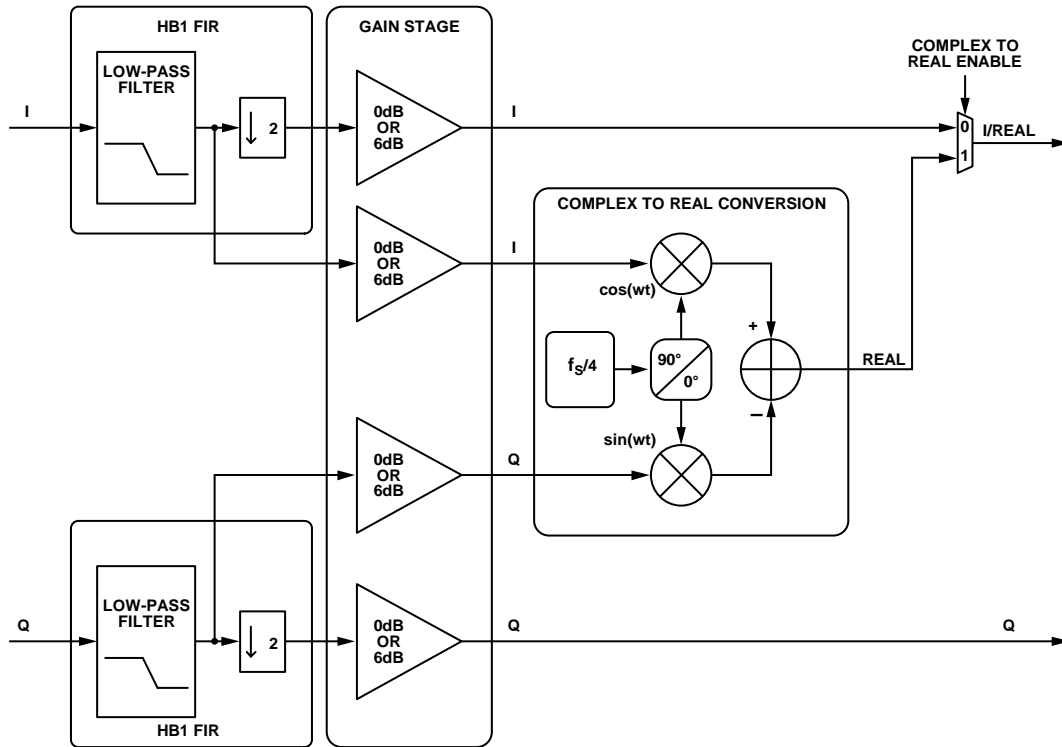 HB1 FIR
GAIN STAGE
LOW-PASS
FILTER
I
2
0dB
OR
6dB
I
COMPLEX TO
REAL ENABLE
0
1
I/REAL
0dB
OR
6dB
I
COMPLEX TO REAL CONVERSION
cos(wt)
fS/4
90°
0°
+
–
REAL
sin(wt)
0dB
OR
6dB
Q
LOW-PASS
FILTER
Q
2
HB1 FIR
0dB
OR
6dB
Q
Q